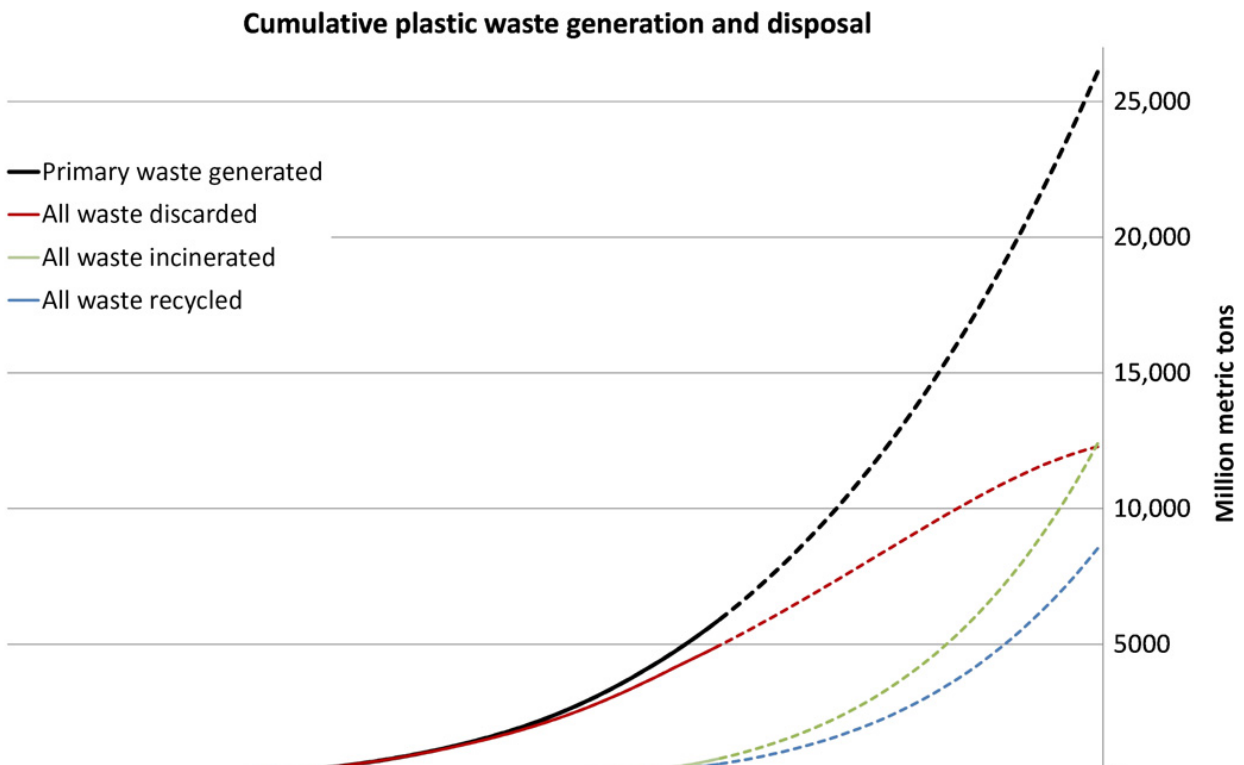 Cumulative plastic waste generation and disposal
25,000
Primary waste generated
All waste discarded
20,000
All waste incinerated
All waste recycled
15,000
10,000
5000
Million metric tons